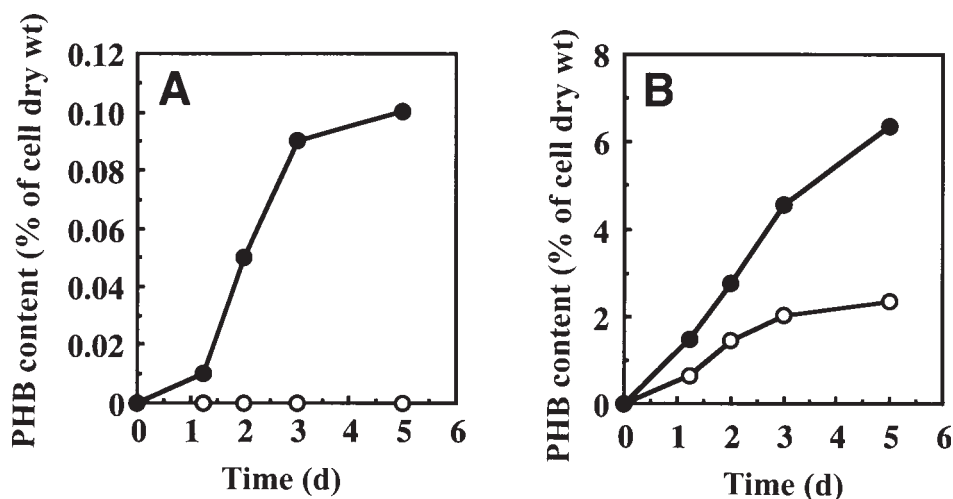 A
PHB content (% of cell dry wt)
0.12
0.10
0.08
0.06
0.04
0.02
0
0 1 2 3 4 5 6
Time (d)
B
PHB content (% of cell dry wt)
8
6
4
2
0
0 1 2 3 4 5 6
Time (d)